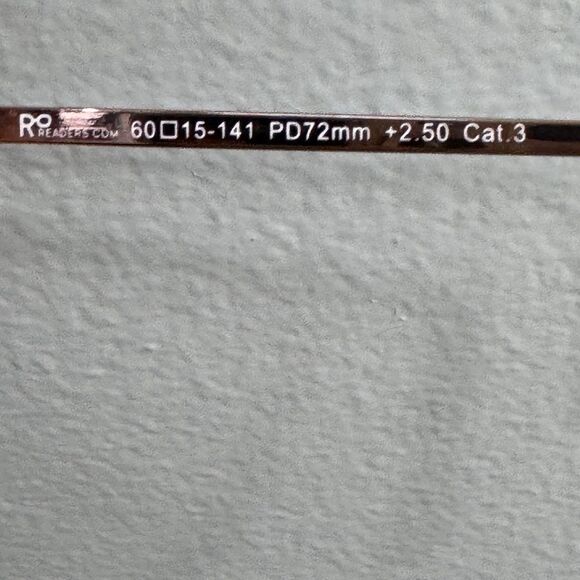 RO READERS.COM 60□15-141 PD72mm +2.50 Cat.3